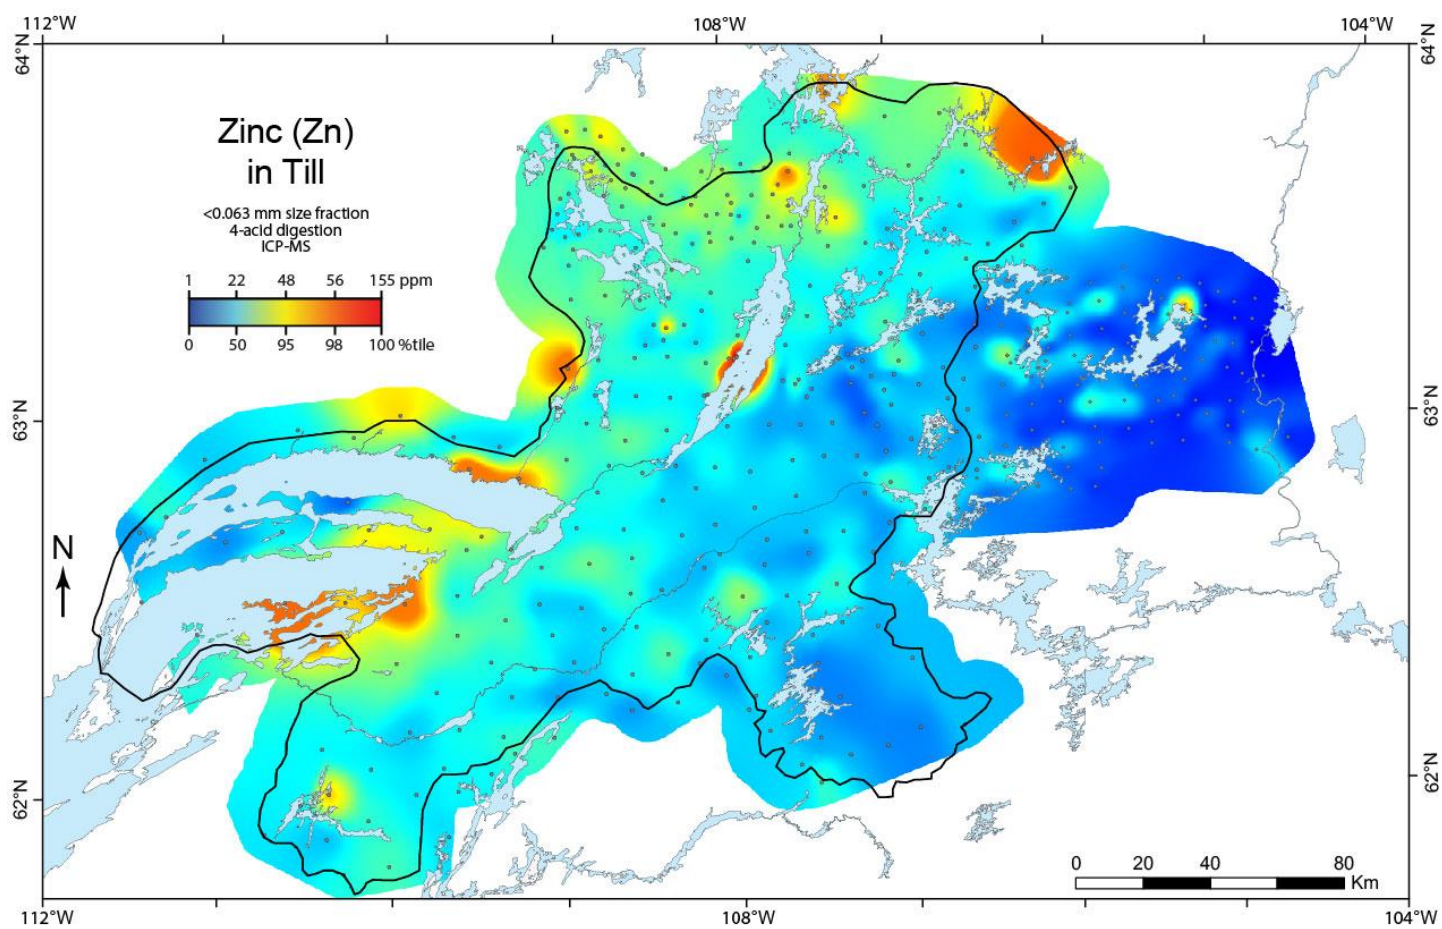 112°W 108°W 104°W
64°N 64°N
Zinc (Zn)
in Till
<0.063 mm size fraction
4-acid digestion
ICP-MS
1 22 48 56 155 ppm
0 50 95 98 100 %tile
63°N 63°N
N
62°N 62°N
0 20 40 80
Km
112°W 108°W 104°W